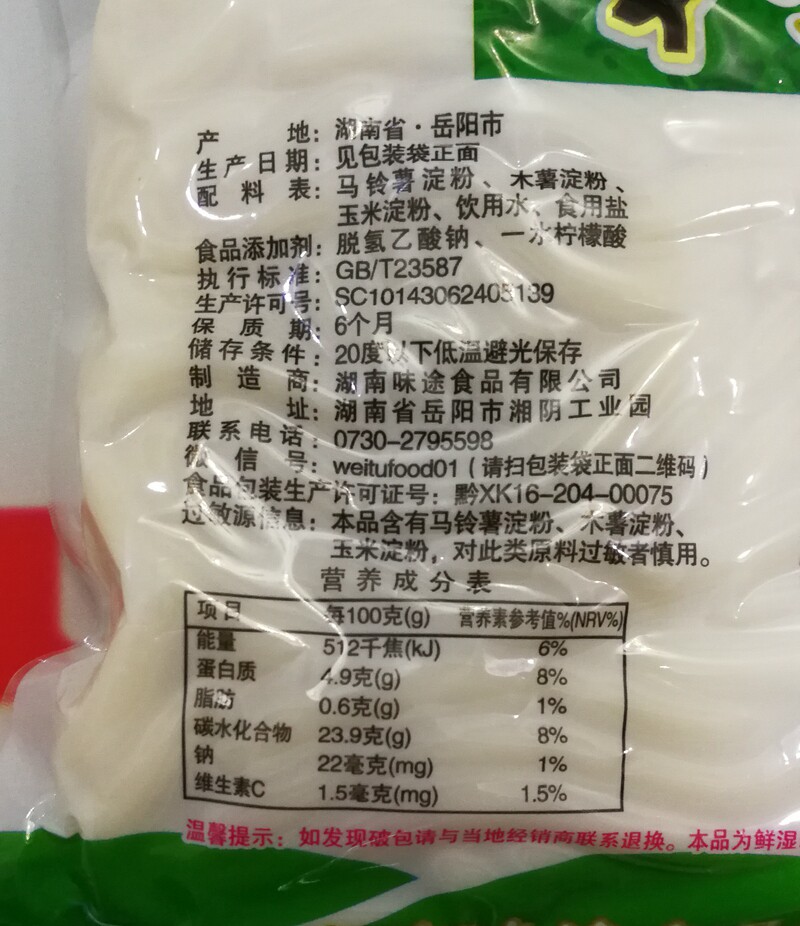 产地：湖南省·岳阳市
生产日期：见包装袋正面
配料表：马铃薯淀粉、木薯淀粉、
玉米淀粉、饮用水、食用盐
食品添加剂：脱氢乙酸钠、一水柠檬酸
执行标准：GB/T23587
生产许可号：SC10143062403139
保质期：6个月
储存条件：20度以下低温避光保存
制造商：湖南味途食品有限公司
地址：湖南省岳阳市湘阴工业园
联系电话：0730-2795598
微信号：weitufood01（请扫包装袋正面二维码）
食品包装生产许可证号：黔XK16-204-00075
过敏源信息：本品含有马铃薯淀粉、木薯淀粉、
玉米淀粉，对此类原料过敏者慎用。
营养成分表
项目 每100克(g) 营养素参考值%(NRV%)
能量 512千焦(kJ) 6%
蛋白质 4.9克(g) 8%
脂肪 0.6克(g) 1%
碳水化合物 23.9克(g) 8%
钠 22毫克(mg) 1%
维生素C 1.5毫克(mg) 1.5%
温馨提示：如发现破包请与当地经销商联系退换。本品为鲜湿